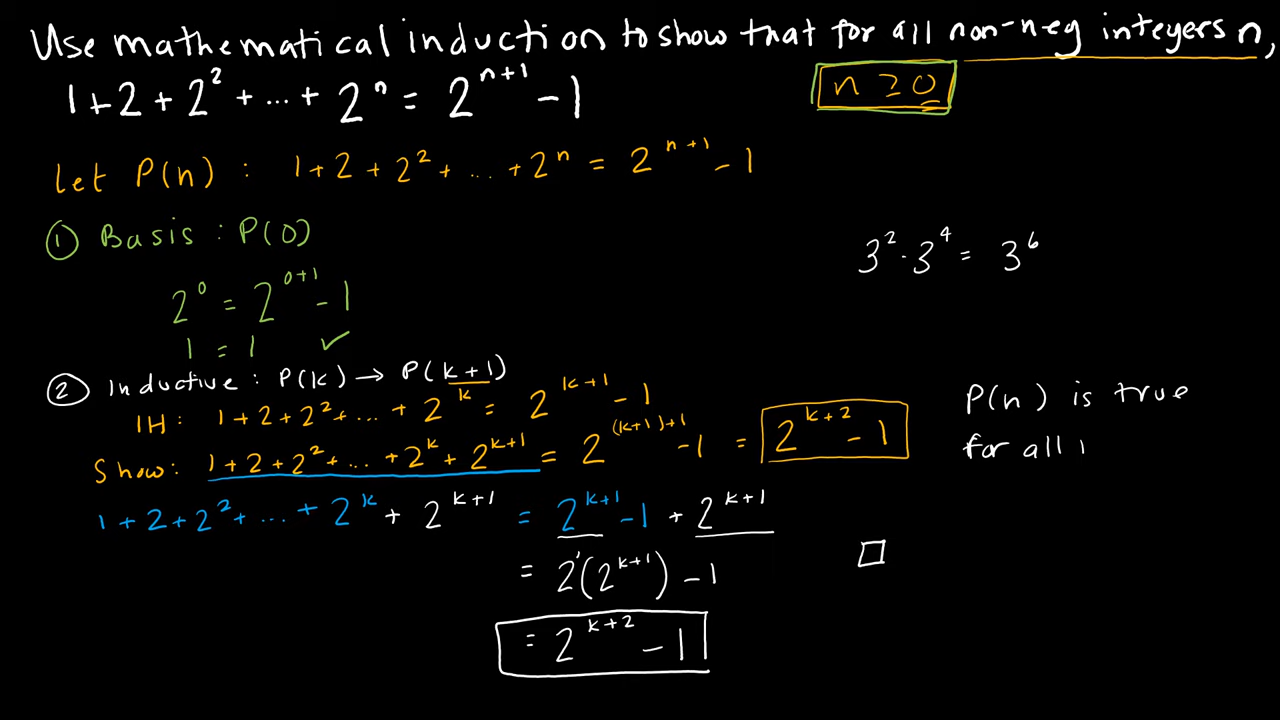 Use mathematical induction to show that for all non-neg integers n,
1+2+2²+...+2ⁿ = 2ⁿ⁺¹ - 1
n ≥ 0
Let P(n) : 1+2+2²+...+2ⁿ = 2ⁿ⁺¹ - 1
① Basis : P(0)
2⁰ = 2⁰⁺¹ - 1
1 = 1 ✓
3² · 3⁴ = 3⁶
② Inductive : P(k) → P(k+1)
IH: 1+2+2²+...+2ᵏ = 2ᵏ⁺¹ - 1
Show: 1+2+2²+...+2ᵏ+2ᵏ⁺¹ = 2⁽ᵏ⁺¹⁾⁺¹ - 1 = 2ᵏ⁺² - 1
1+2+2²+...+2ᵏ + 2ᵏ⁺¹ = 2ᵏ⁺¹ - 1 + 2ᵏ⁺¹
= 2¹(2ᵏ⁺¹) - 1
= 2ᵏ⁺² - 1
P(n) is true
for all
□